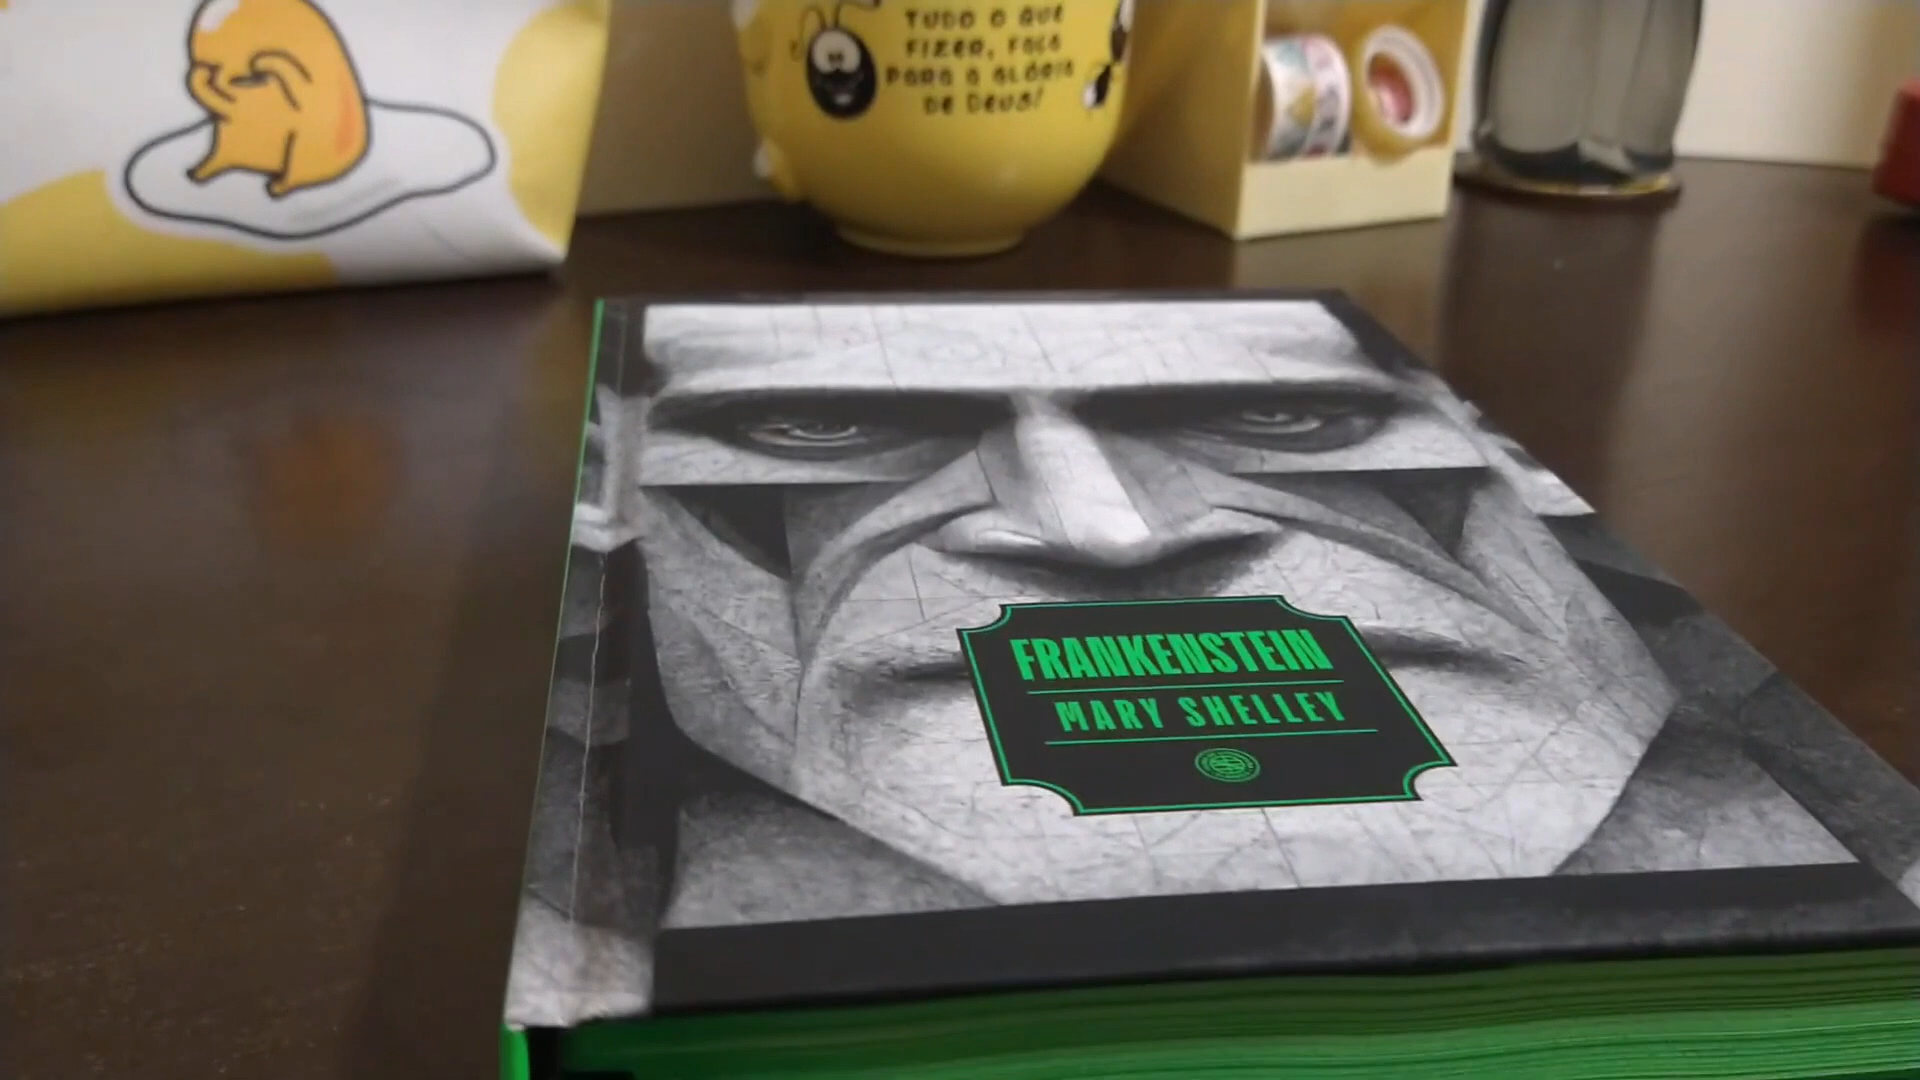 TUDO O QUE
FIZER, FAÇA
PARA A GLÓRIA
DE DEUS!
FRANKENSTEIN
MARY SHELLEY